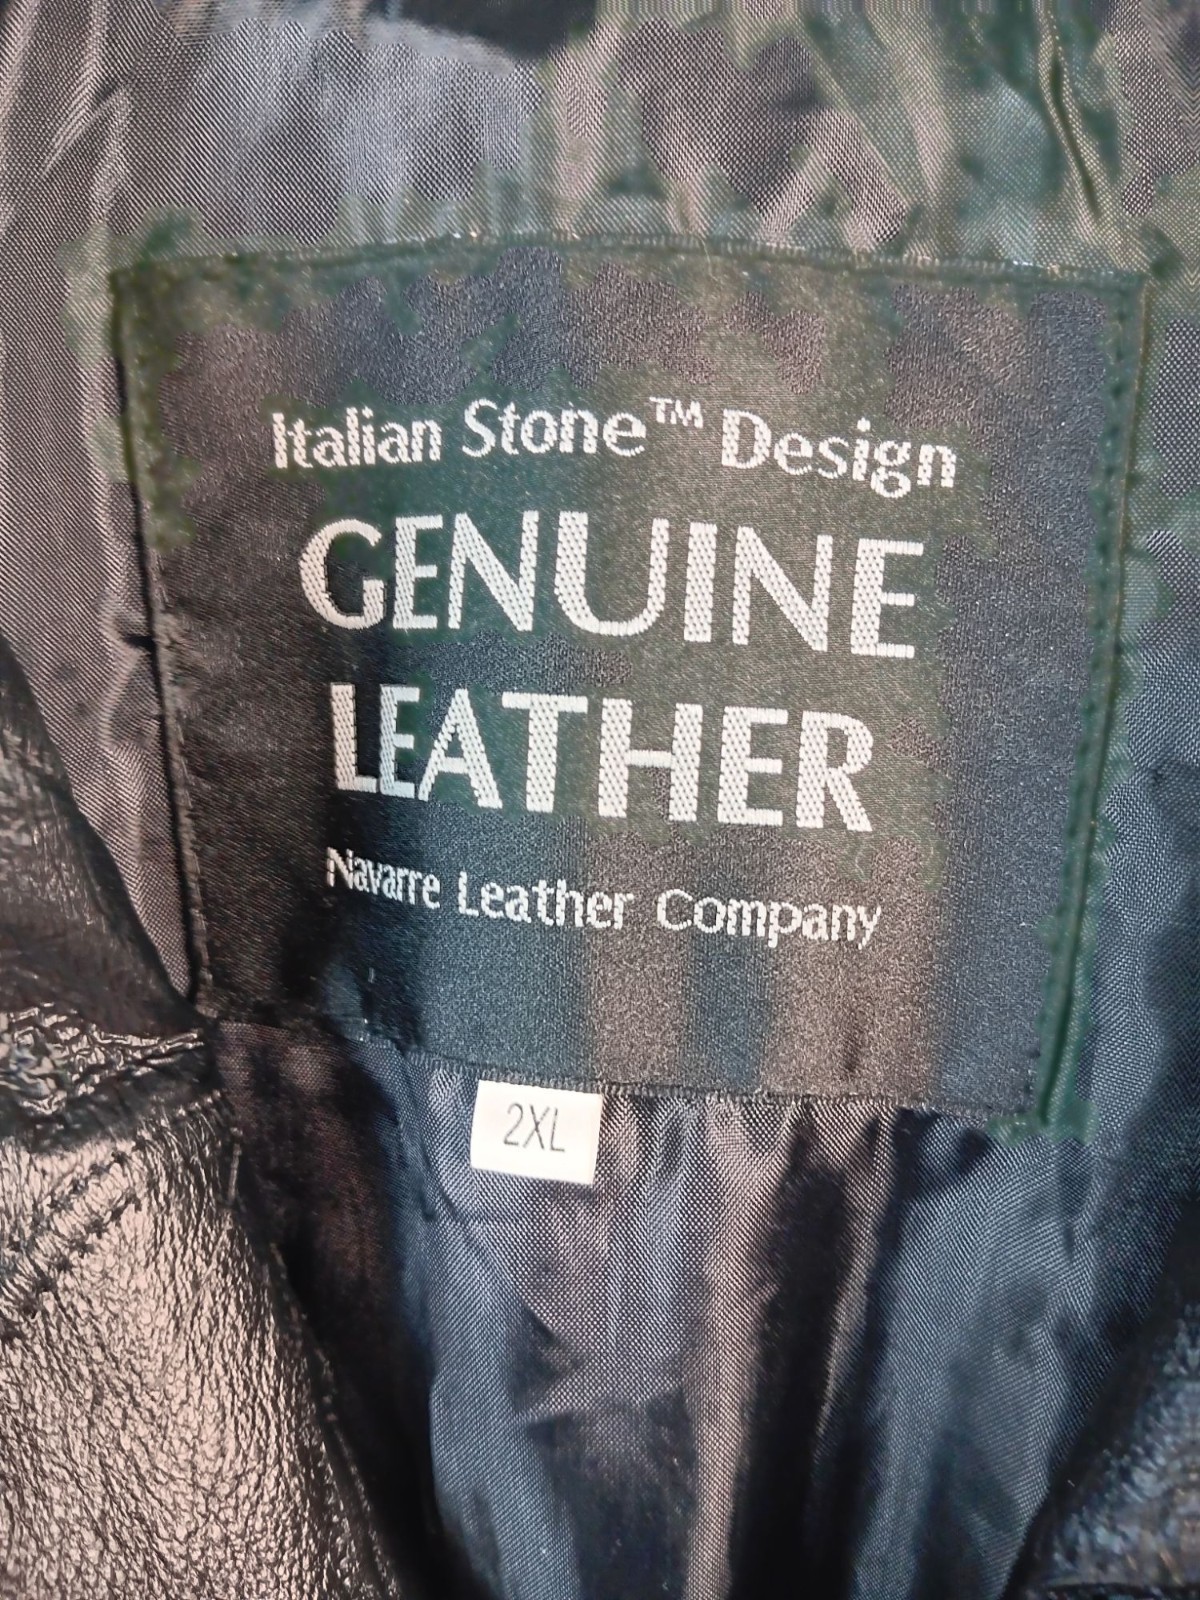 Italian Stone™ Design
GENUINE
LEATHER
Navarre Leather Company
2XL